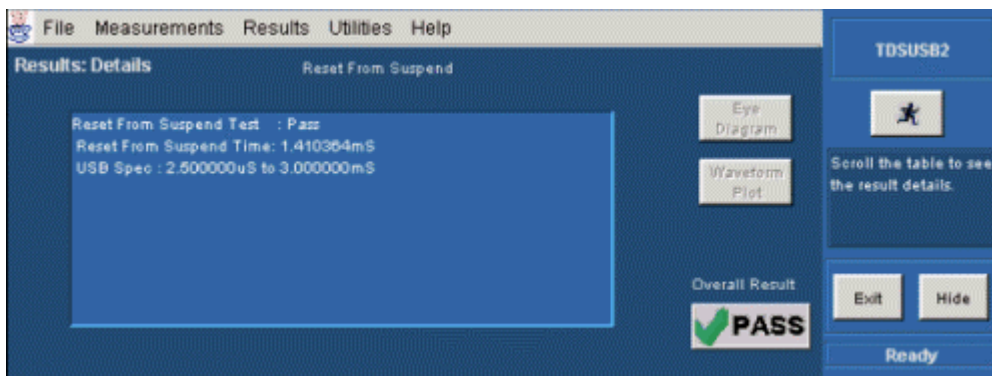 File Measurements Results Utilities Help
Results: Details
Reset From Suspend
Reset From Suspend Test : Pass
Reset From Suspend Time: 1.410364mS
USB Spec : 2.500000uS to 3.000000mS
Eye
Diagram
Waveform
Plot
Overall Result
PASS
TDSUSB2
Scroll the table to see
the result details.
Exit
Hide
Ready